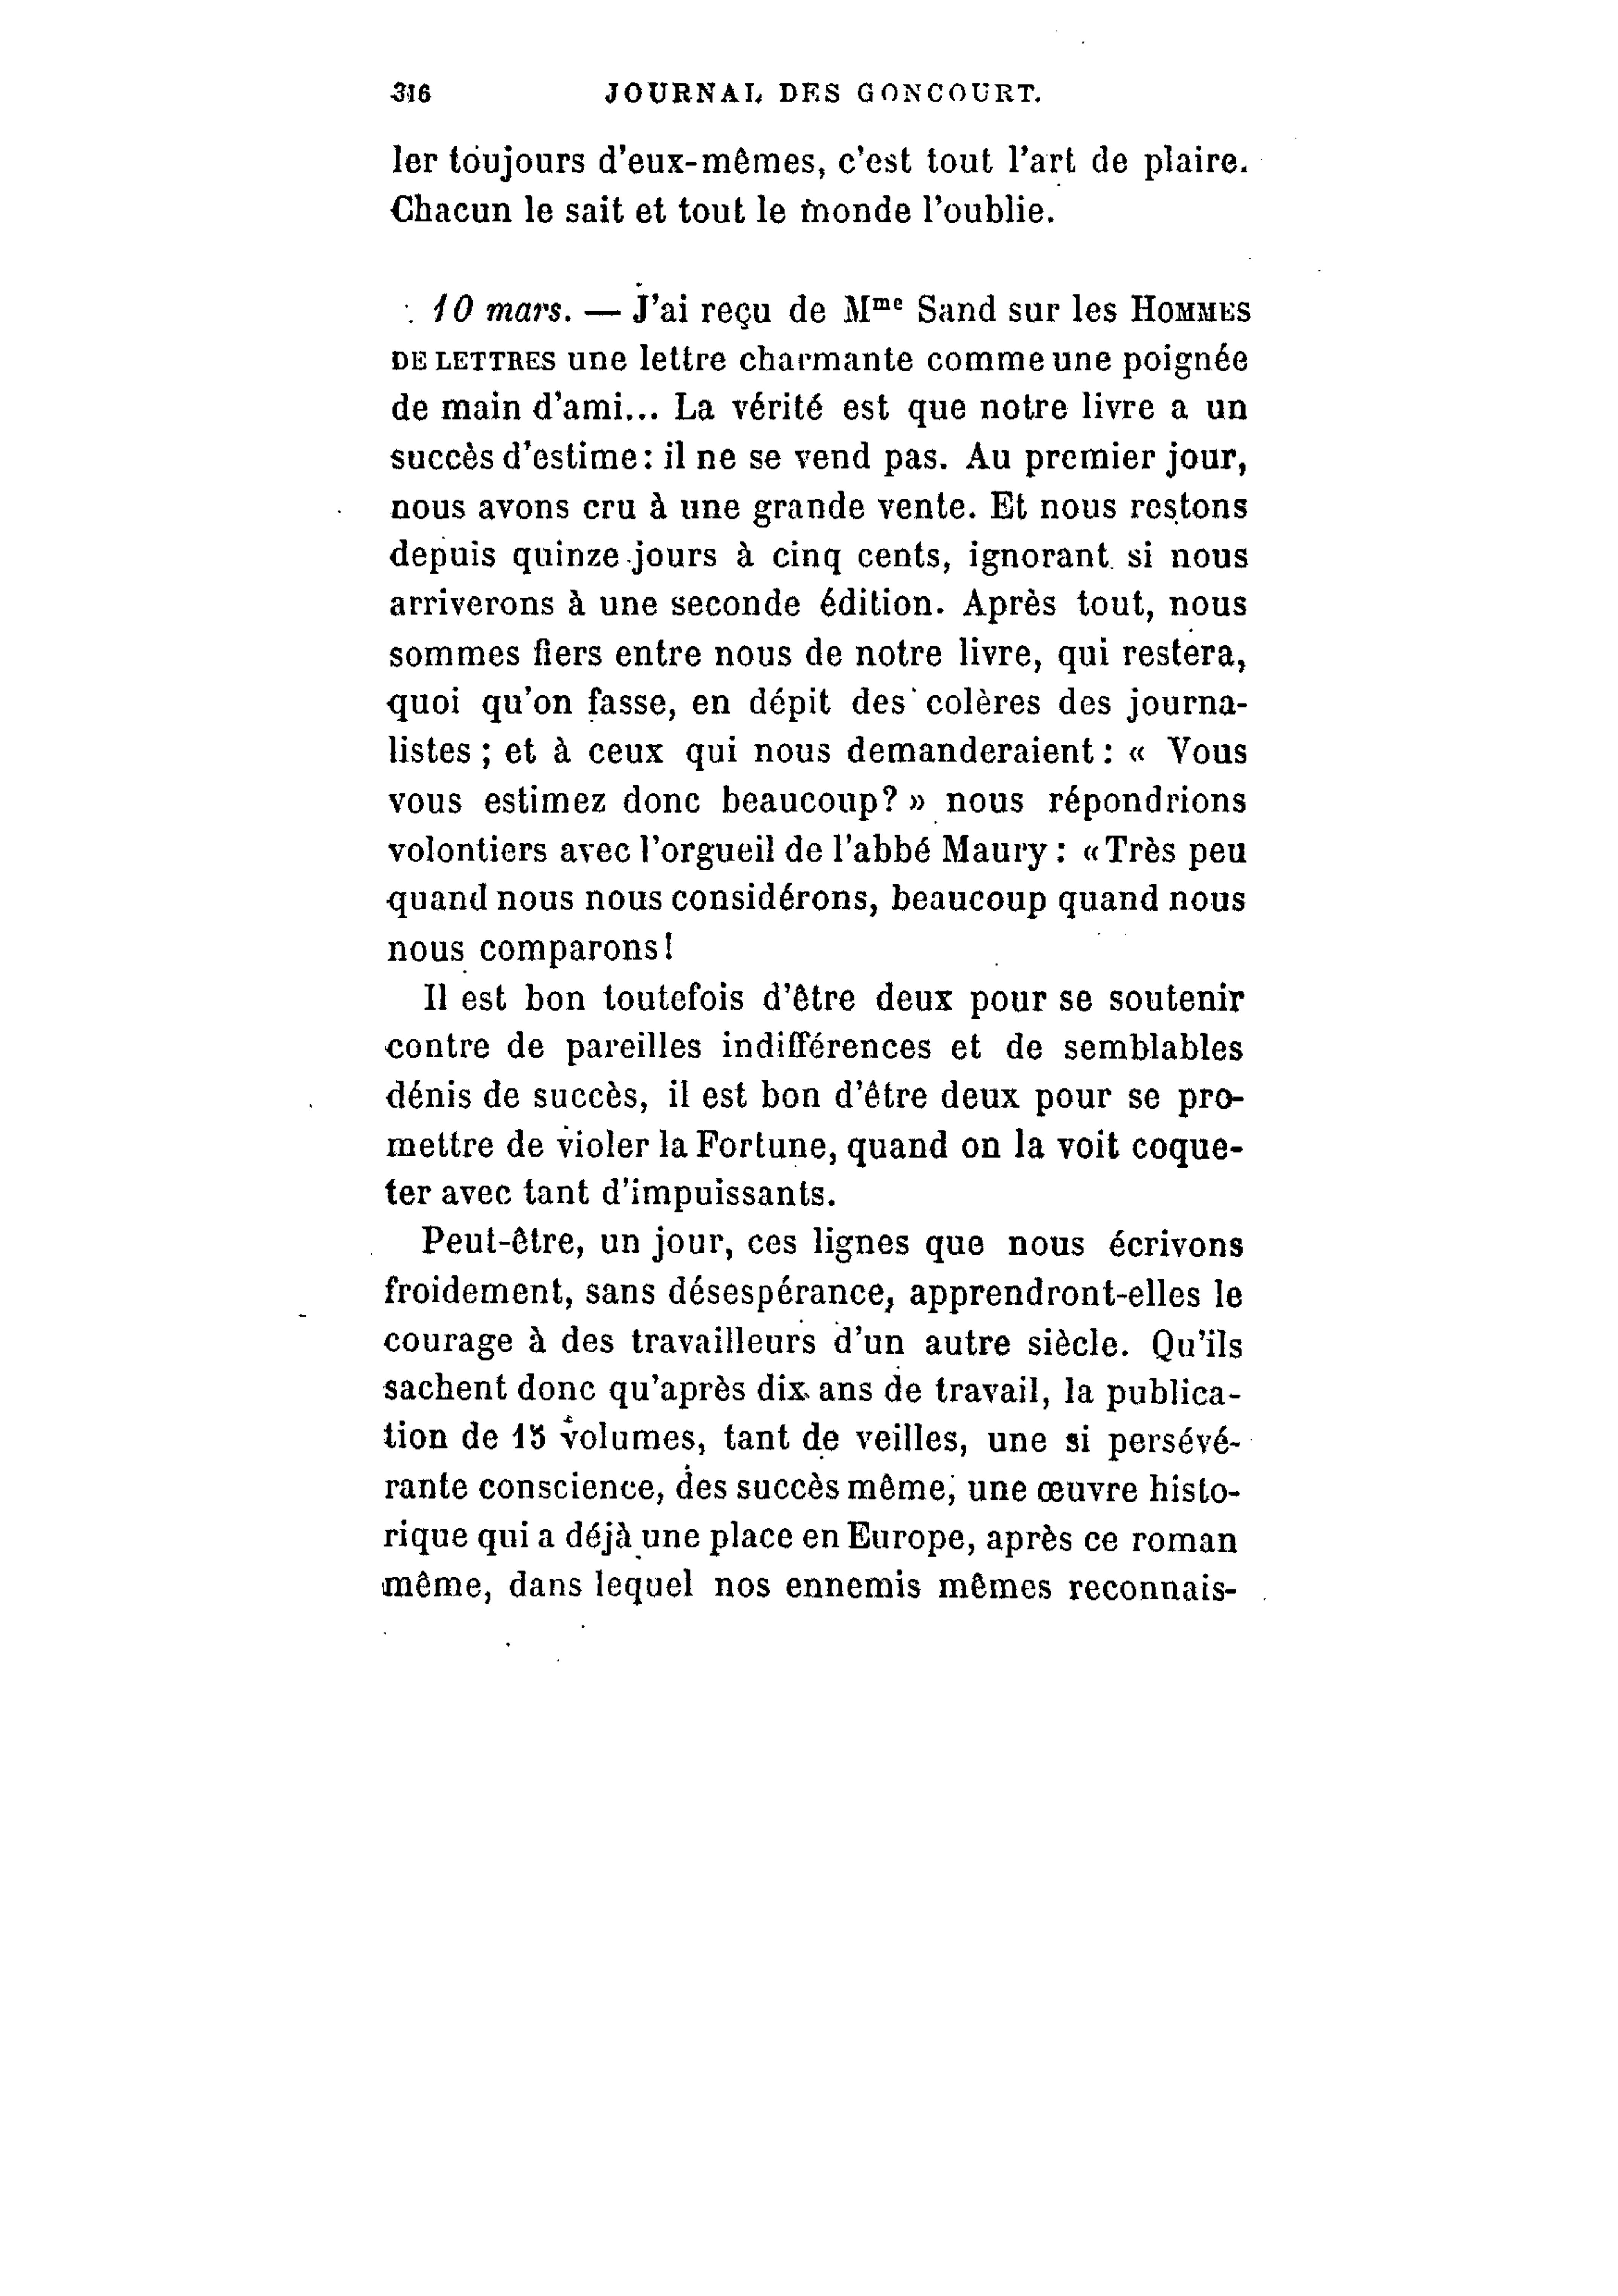 316 JOURNAL DES GONCOURT.
ler toujours d'eux-mêmes, c'est tout l'art de plaire.
Chacun le sait et tout le monde l'oublie.
10 mars. — J'ai reçu de Mme Sand sur les HOMMES
DE LETTRES une lettre charmante comme une poignée
de main d'ami... La vérité est que notre livre a un
succès d'estime: il ne se vend pas. Au premier jour,
nous avons cru à une grande vente. Et nous restons
depuis quinze jours à cinq cents, ignorant si nous
arriverons à une seconde édition. Après tout, nous
sommes fiers entre nous de notre livre, qui restera,
quoi qu'on fasse, en dépit des colères des journa-
listes ; et à ceux qui nous demanderaient : « Vous
vous estimez donc beaucoup? » nous répondrions
volontiers avec l'orgueil de l'abbé Maury : «Très peu
quand nous nous considérons, beaucoup quand nous
nous comparons!
Il est bon toutefois d'être deux pour se soutenir
contre de pareilles indifférences et de semblables
dénis de succès, il est bon d'être deux pour se pro-
mettre de violer la Fortune, quand on la voit coque-
ter avec tant d'impuissants.
Peut-être, un jour, ces lignes que nous écrivons
froidement, sans désespérance, apprendront-elles le
courage à des travailleurs d'un autre siècle. Qu'ils
sachent donc qu'après dix ans de travail, la publica-
tion de 15 volumes, tant de veilles, une si persévé-
rante conscience, des succès même, une œuvre histo-
rique qui a déjà une place en Europe, après ce roman
même, dans lequel nos ennemis mêmes reconnais-